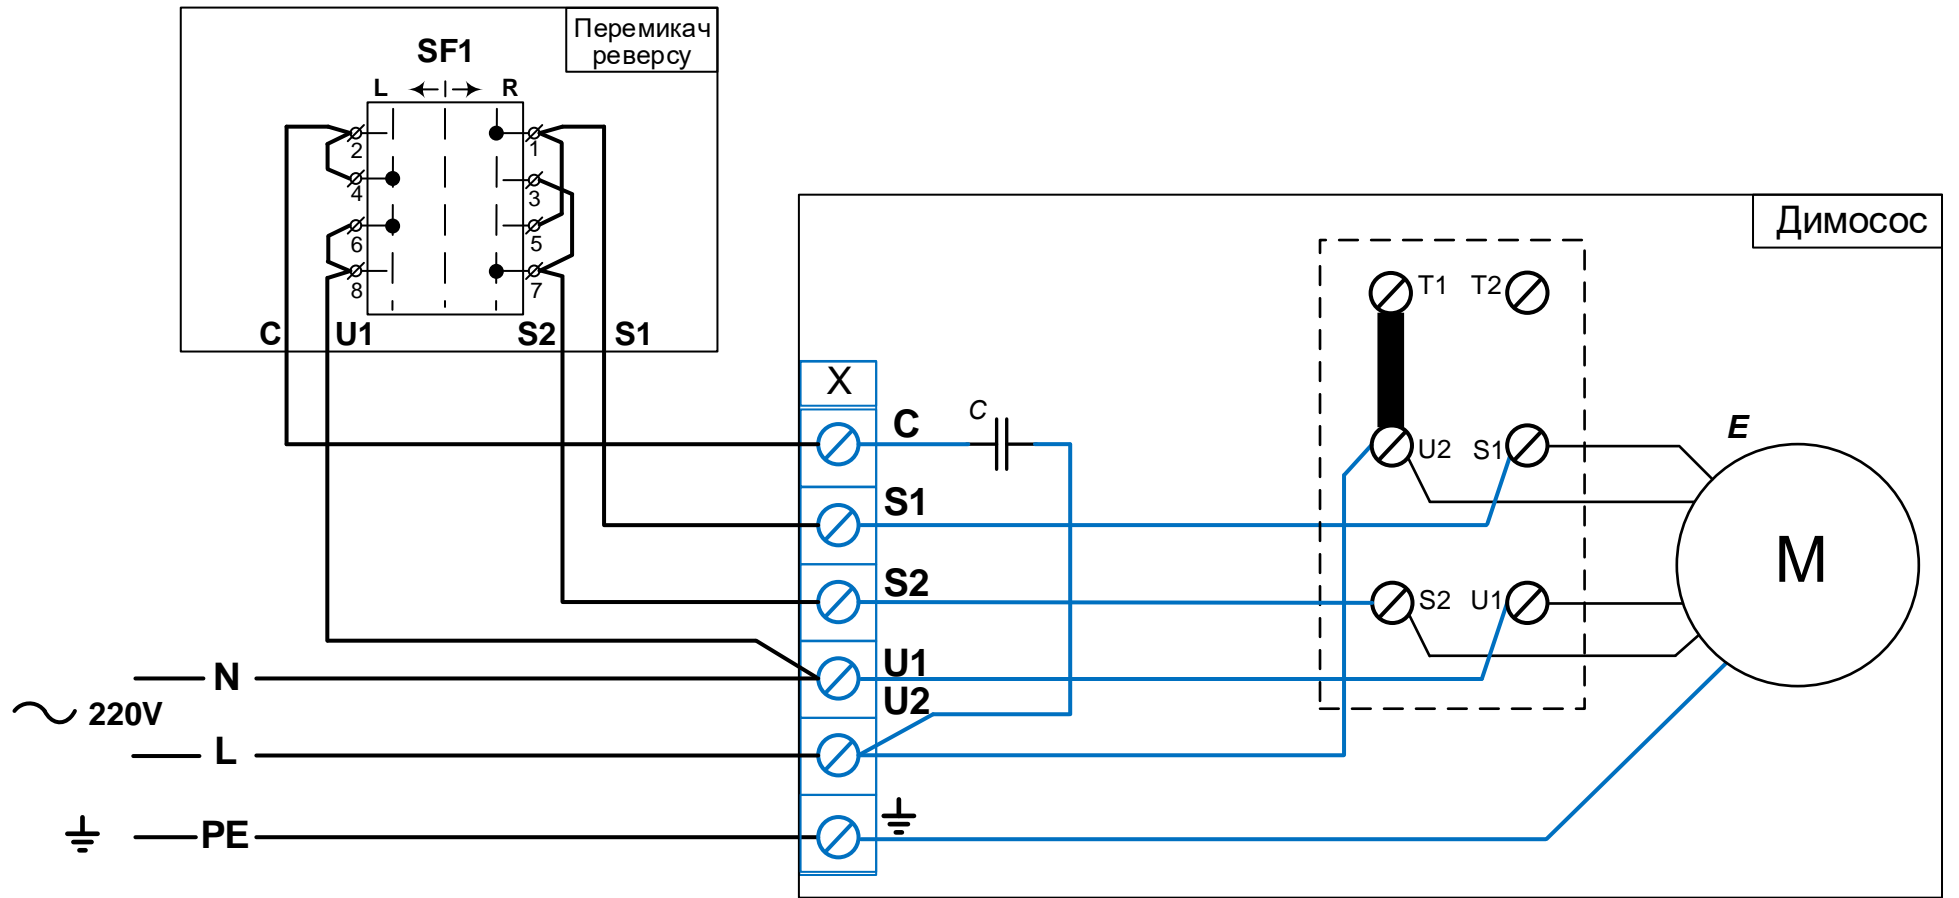 Перемикач
реверсу
SF1
L R
2 1
4 3
6 5
8 7
C U1 S2 S1
Димосос
T1 T2
X
C C
U2 S1
E
M
S1
S2
S2 U1
U1
U2
N
220V
L
PE